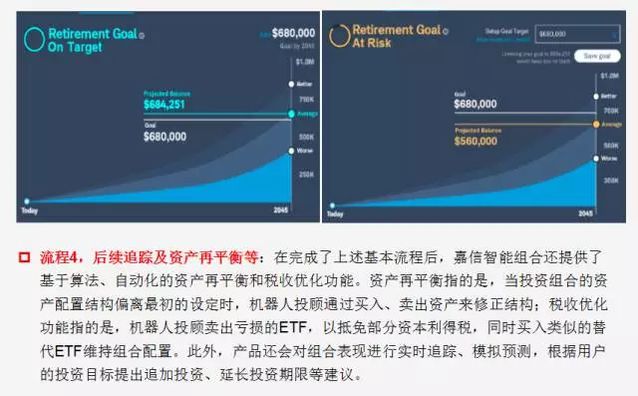 Retirement Goal
On Target
$680,000
Goal by 2045
$1.0M
Better
750K
Projected Balance
$684,251
Average
Goal
$680,000
500K
Worse
250K
Today
2045
Retirement Goal
At Risk
Setup Goal Target
$680,000
Save goal
$1.0M
Better
Goal
$680,000
Average
Projected Balance
$560,000
Worse
Today
2045
流程4，后续追踪及资产再平衡等：在完成了上述基本流程后，嘉信智能组合还提供了
基于算法、自动化的资产再平衡和税收优化功能。资产再平衡指的是，当投资组合的资
产配置结构偏离最初的设定时，机器人投顾通过买入、卖出资产来修正结构；税收优化
功能指的是，机器人投顾卖出亏损的ETF，以抵免部分资本利得税，同时买入类似的替
代ETF维持组合配置。此外，产品还会对组合表现进行实时追踪、模拟预测，根据用户
的投资目标提出追加投资、延长投资期限等建议。